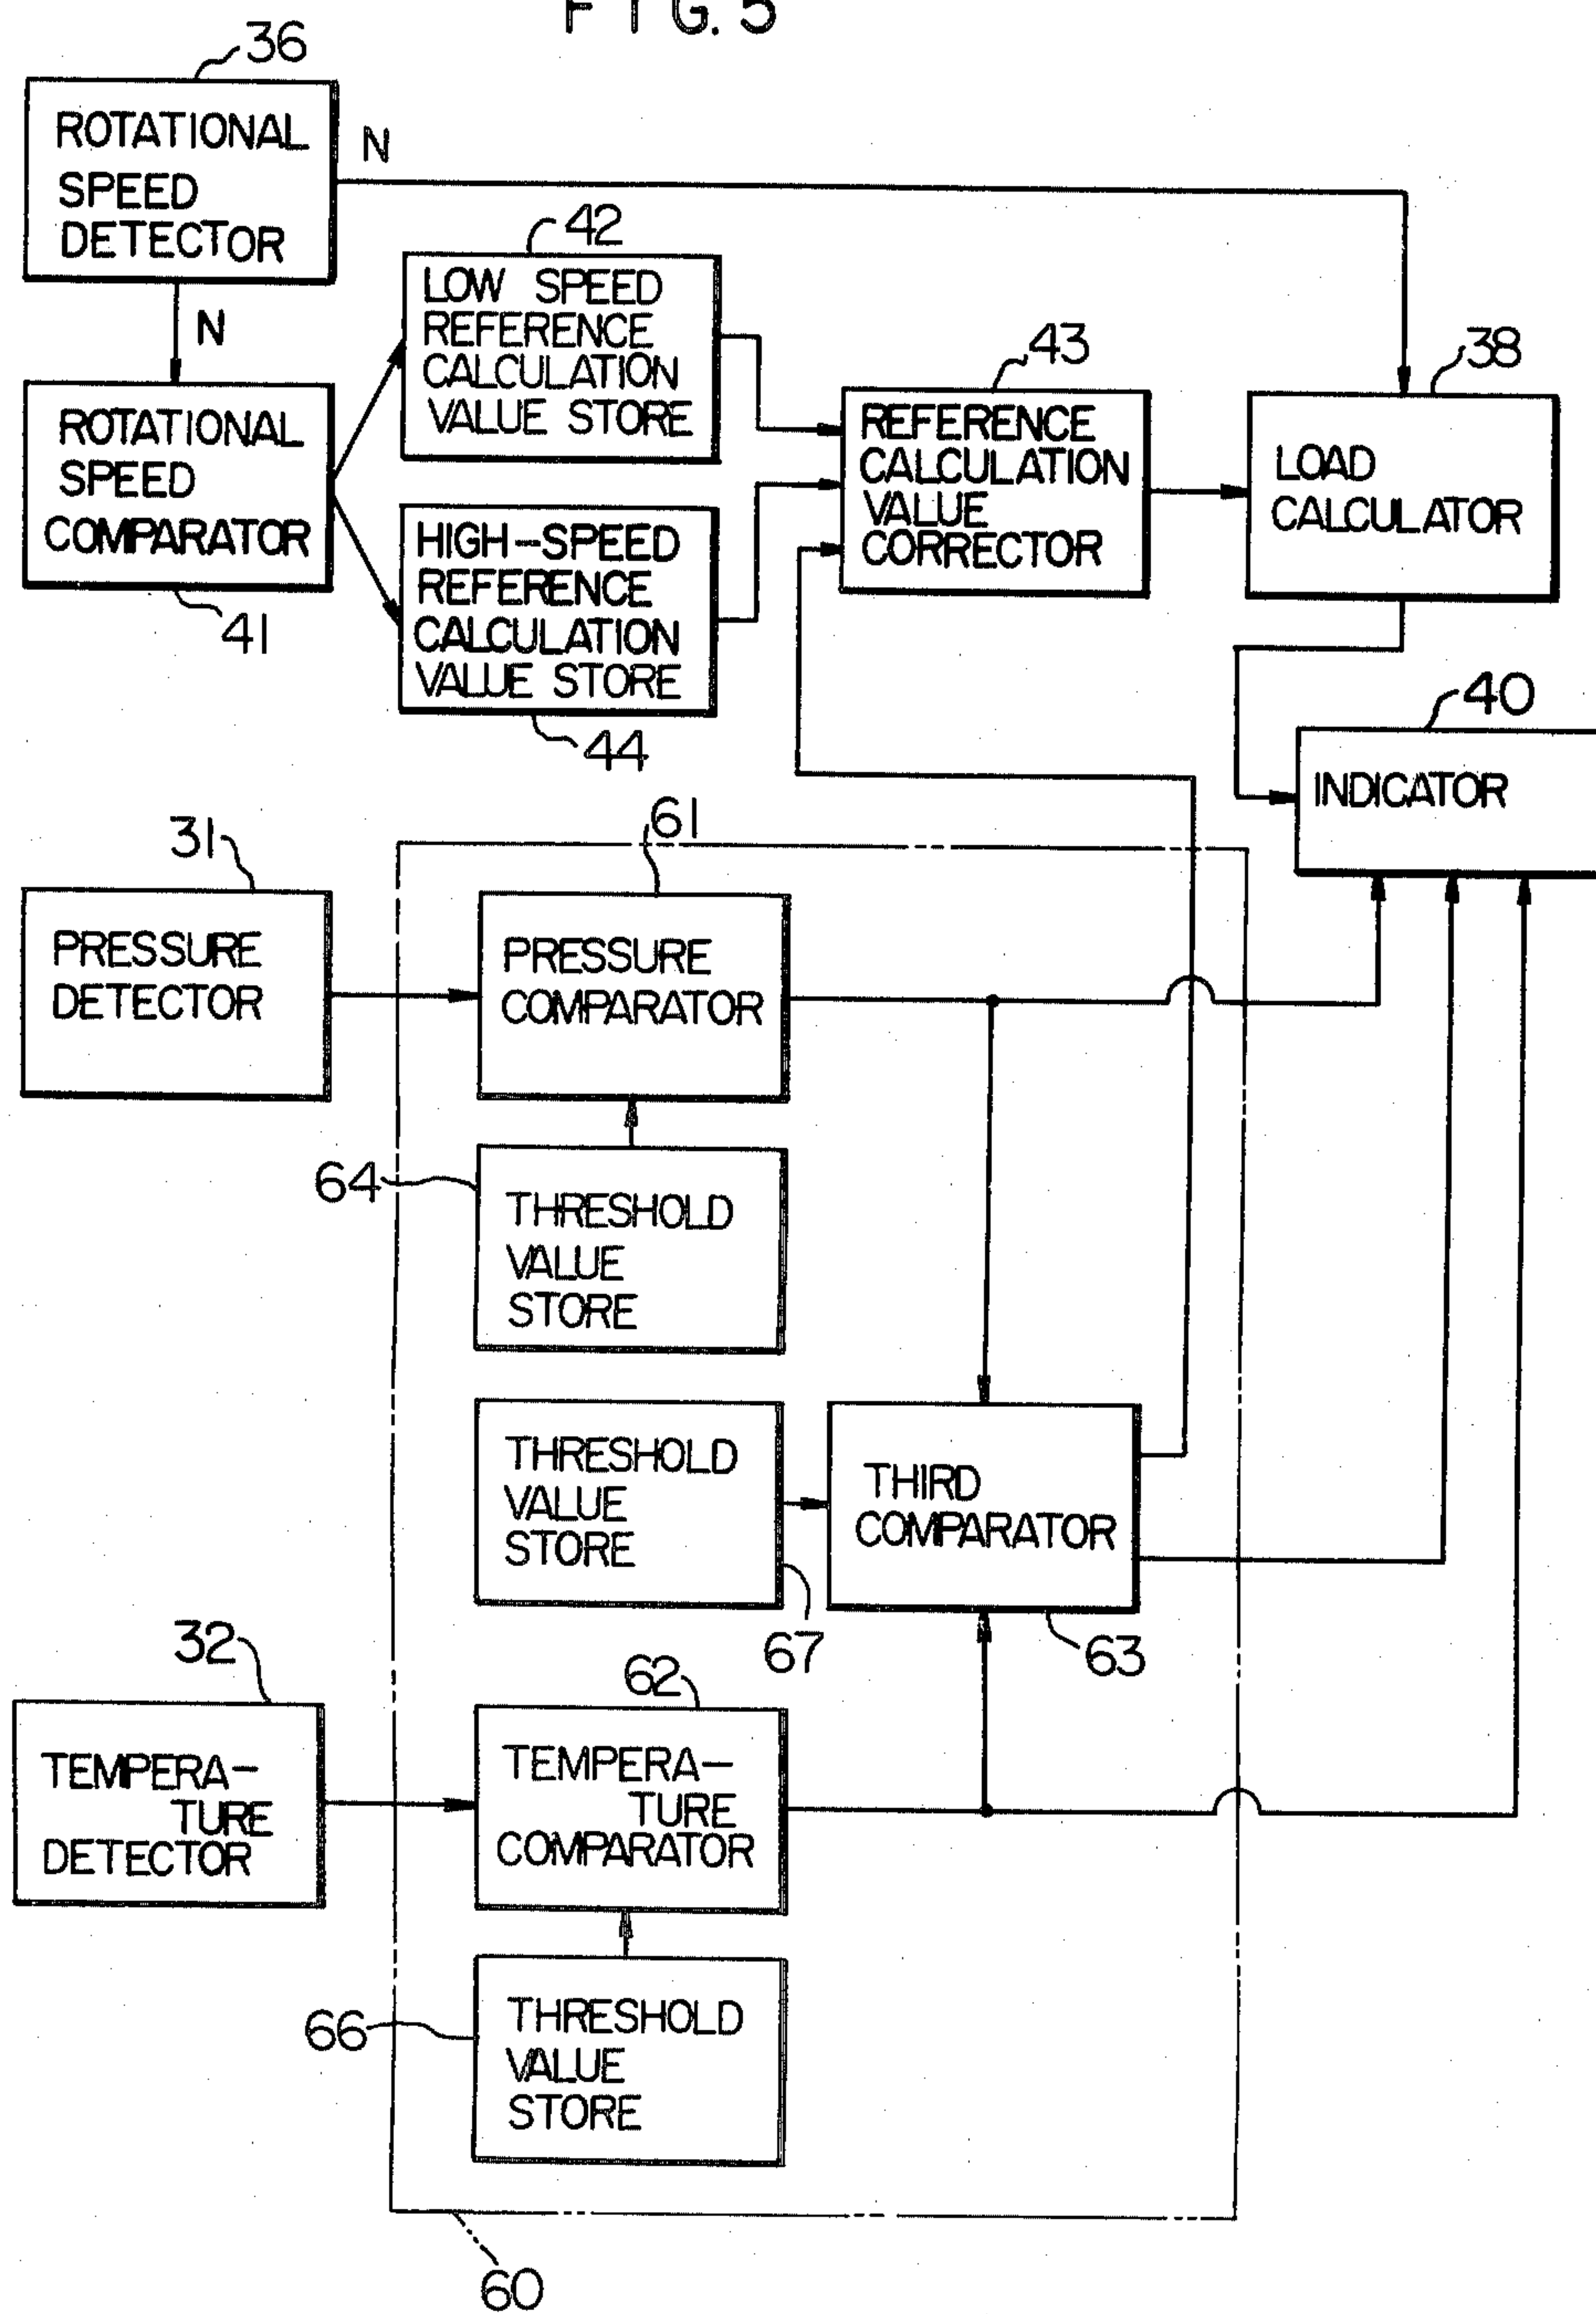 FIG. 5
36
ROTATIONAL
SPEED
DETECTOR
N
N
42
LOW SPEED
REFERENCE
CALCULATION
VALUE STORE
43
REFERENCE
CALCULATION
VALUE
CORRECTOR
38
LOAD
CALCULATOR
ROTATIONAL
SPEED
COMPARATOR
41
HIGH-SPEED
REFERENCE
CALCULATION
VALUE STORE
44
40
INDICATOR
31
PRESSURE
DETECTOR
61
PRESSURE
COMPARATOR
64
THRESHOLD
VALUE
STORE
THRESHOLD
VALUE
STORE
67
THIRD
COMPARATOR
63
32
TEMPERA-
TURE
DETECTOR
62
TEMPERA-
TURE
COMPARATOR
66
THRESHOLD
VALUE
STORE
60